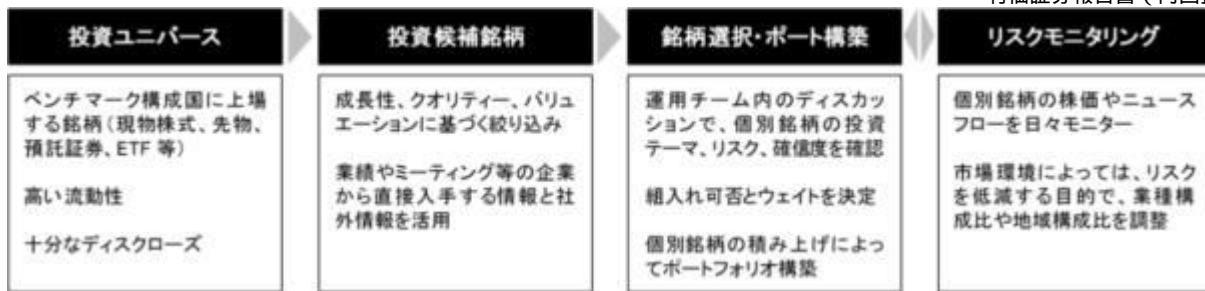 投資ユニバース
ベンチマーク構成国に上場
する銘柄（現物株式、先物、
預託証券、ETF 等）
高い流動性
十分なディスクローズ
投資候補銘柄
成長性、クオリティー、バリュ
エーションに基づく絞り込み
業績やミーティング等の企業
から直接入手する情報と社
外情報を活用
銘柄選択・ポート構築
運用チーム内のディスカッ
ションで、個別銘柄の投資
テーマ、リスク、確信度を確認
組入れ可否とウェイトを決定
個別銘柄の積み上げによっ
てポートフォリオ構築
リスクモニタリング
個別銘柄の株価やニュース
フローを日々モニター
市場環境によっては、リスク
を低減する目的で、業種構
成比や地域構成比を調整